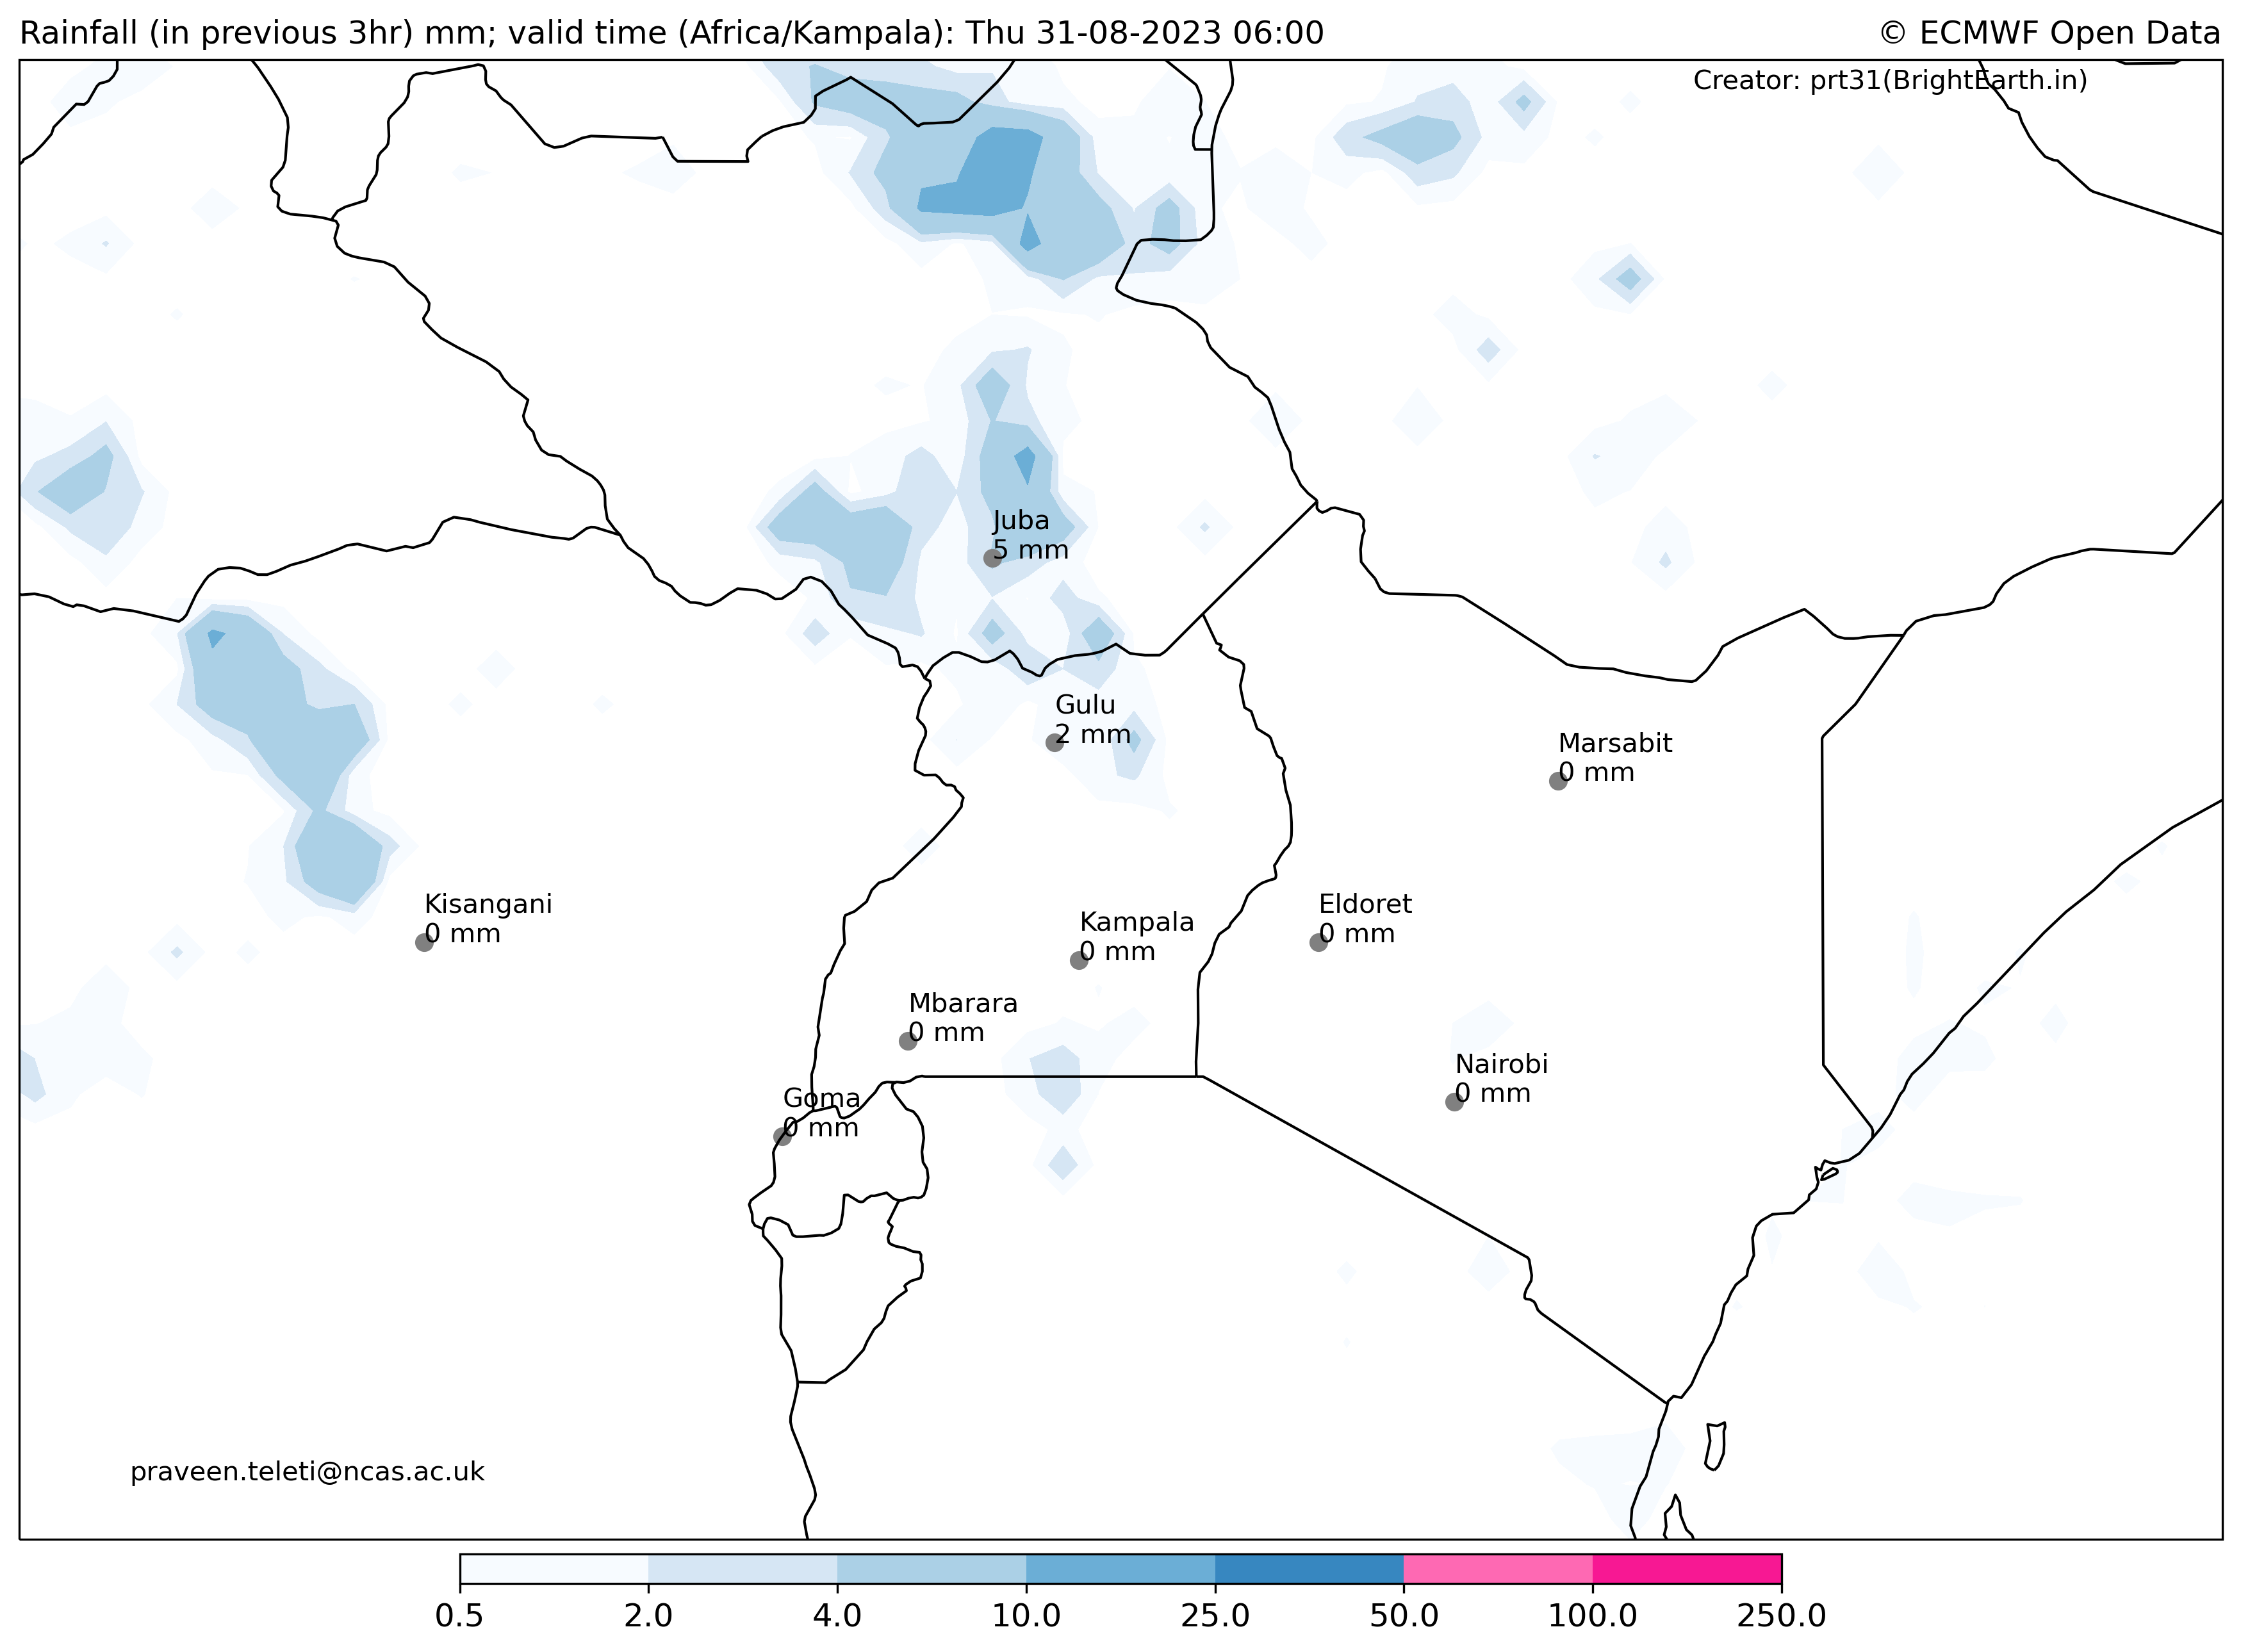 Rainfall (in previous 3hr) mm; valid time (Africa/Kampala): Thu 31-08-2023 06:00
© ECMWF Open Data
Creator: prt31(BrightEarth.in)
Juba
5 mm
Gulu
2 mm
Marsabit
0 mm
Kisangani
0 mm
Kampala
0 mm
Eldoret
0 mm
Mbarara
0 mm
Nairobi
0 mm
Goma
0 mm
praveen.teleti@ncas.ac.uk
0.5 2.0 4.0 10.0 25.0 50.0 100.0 250.0